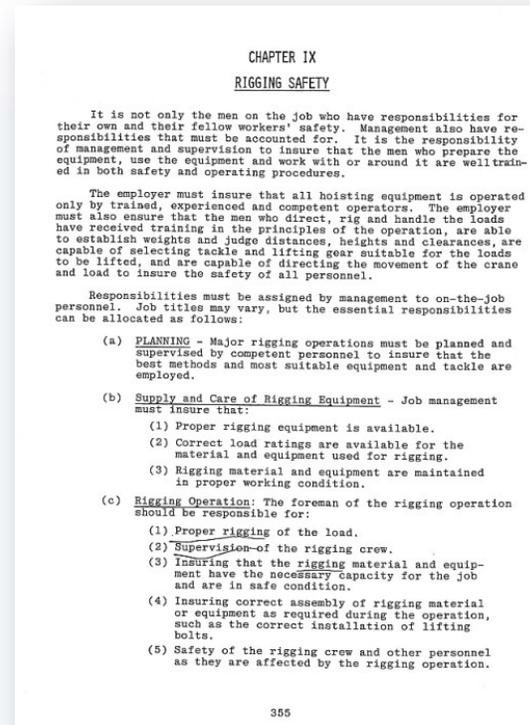 CHAPTER IX
RIGGING SAFETY
It is not only the men on the job who have responsibilities for
their own and their fellow workers' safety. Management also have re-
sponsibilities that must be accounted for. It is the responsibility
of management and supervision to insure that the men who prepare the
equipment, use the equipment and work with or around it are well train-
ed in both safety and operating procedures.
The employer must insure that all hoisting equipment is operated
only by trained, experienced and competent operators. The employer
must also ensure that the men who direct, rig and handle the loads
have received training in the principles of the operation, are able
to establish weights and judge distances, heights and clearances, are
capable of selecting tackle and lifting gear suitable for the loads
to be lifted, and are capable of directing the movement of the crane
and load to insure the safety of all personnel.
Responsibilities must be assigned by management to on-the-job
personnel. Job titles may vary, but the essential responsibilities
can be allocated as follows:
(a) PLANNING - Major rigging operations must be planned and
supervised by competent personnel to insure that the
best methods and most suitable equipment and tackle are
employed.
(b) Supply and Care of Rigging Equipment - Job management
must insure that:
(1) Proper rigging equipment is available.
(2) Correct load ratings are available for the
material and equipment used for rigging.
(3) Rigging material and equipment are maintained
in proper working condition.
(c) Rigging Operation: The foreman of the rigging operation
should be responsible for:
(1) Proper rigging of the load.
(2) Supervision of the rigging crew.
(3) Insuring that the rigging material and equip-
ment have the necessary capacity for the job
and are in safe condition.
(4) Insuring correct assembly of rigging material
or equipment as required during the operation,
such as the correct installation of lifting
bolts.
(5) Safety of the rigging crew and other personnel
as they are affected by the rigging operation.
355